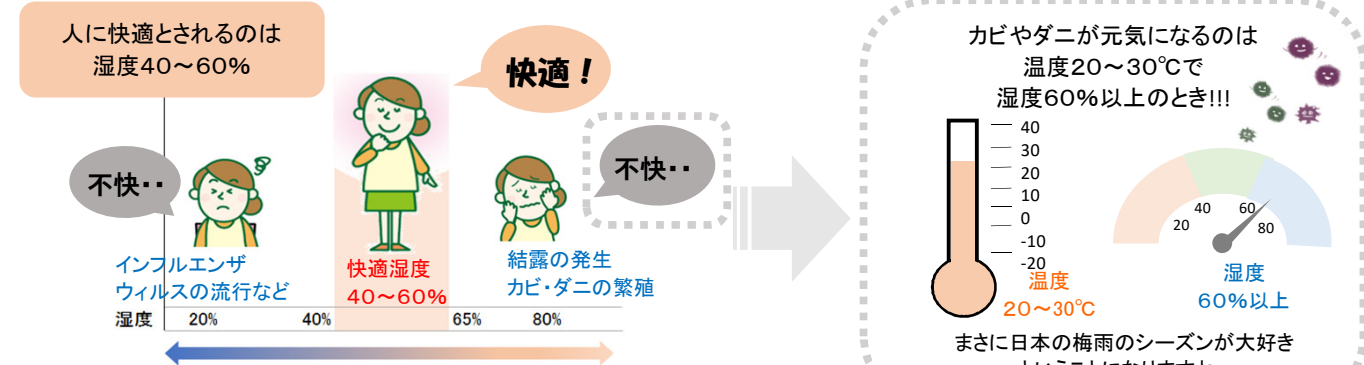 人に快適とされるのは
湿度40～60%
快適！
不快・・
不快・・
インフルエンザ
ウィルスの流行など
快適湿度
40～60%
結露の発生
カビ・ダニの繁殖
湿度 20% 40% 65% 80%
カビやダニが元気になるのは
温度20～30℃で
湿度60%以上のとき!!!
40
30
20
10
0
-10
-20
温度
20～30℃
20 40 60 80
湿度
60%以上
まさに日本の梅雨のシーズンが大好き